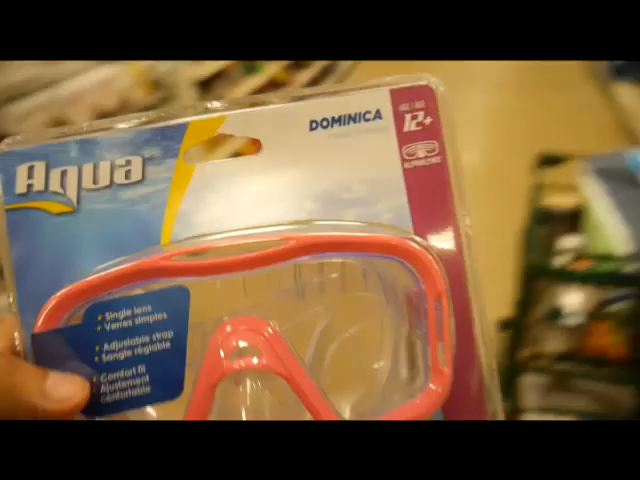 Aqua
DOMINICA
12+
• Single lens
• Verres simples
• Adjustable strap
• Sangle réglable
• Comfort fit
• Ajustement
confortable